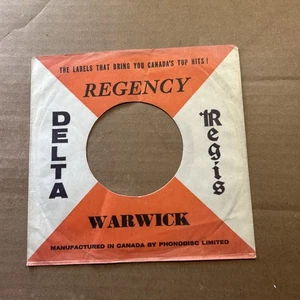 THE LABELS THAT BRING YOU CANADA'S TOP HITS!
REGENCY
DELTA
Regis
WARWICK
MANUFACTURED IN CANADA BY PHONODISC LIMITED